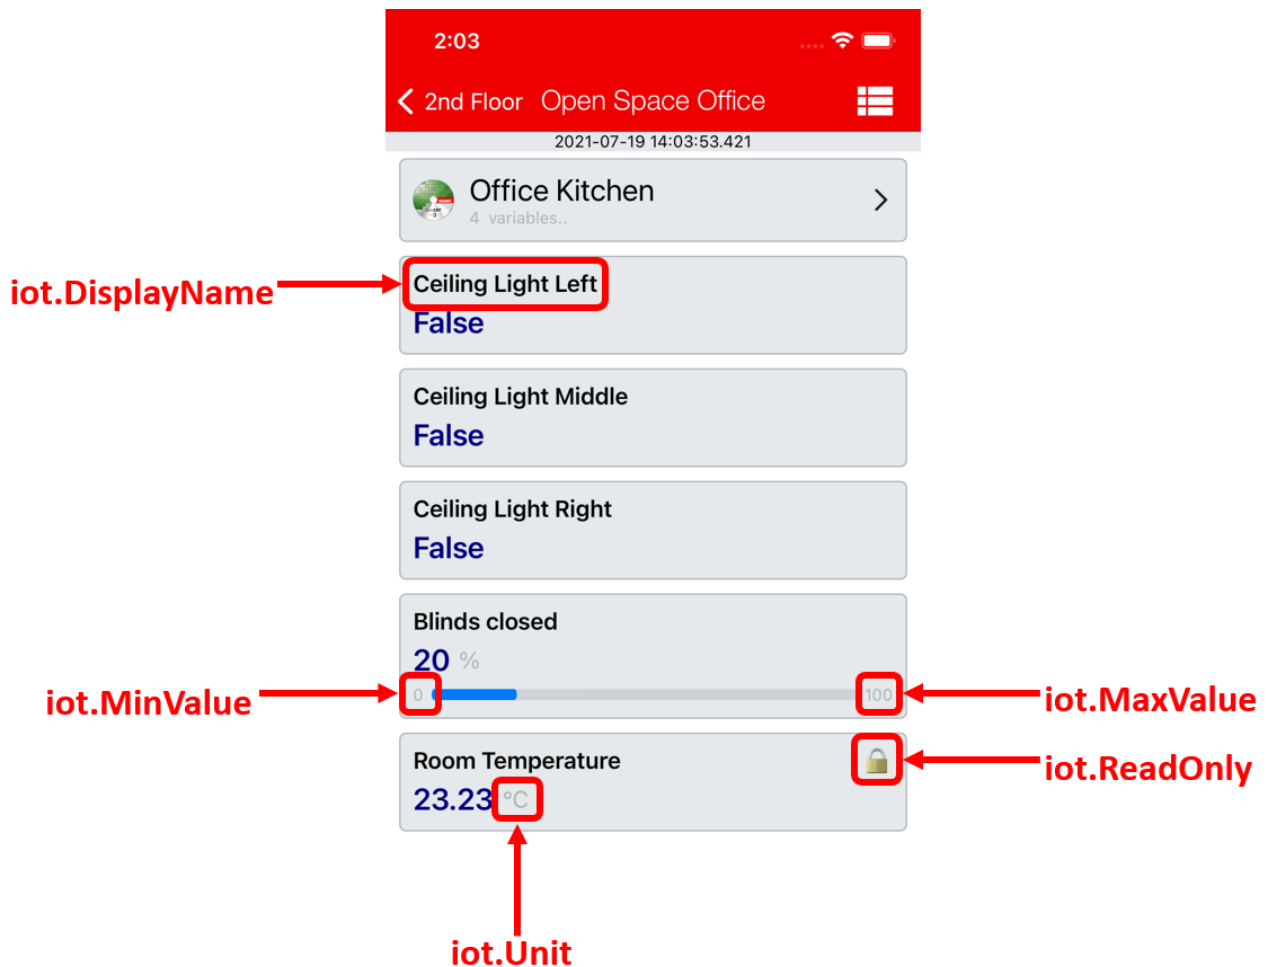 2:03
2nd Floor Open Space Office
2021-07-19 14:03:53.421
Office Kitchen
4 variables..
iot.DisplayName
Ceiling Light Left
False
Ceiling Light Middle
False
Ceiling Light Right
False
Blinds closed
20 %
0 100
iot.MinValue
iot.MaxValue
Room Temperature
iot.ReadOnly
23.23 °C
iot.Unit